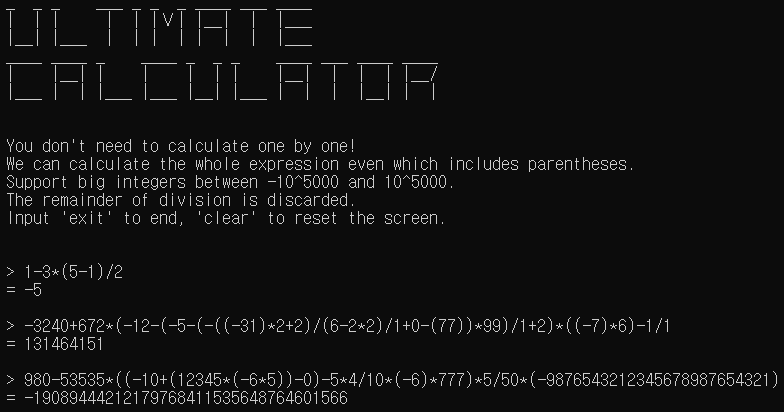 ULTIMATE
CALCULATOR
You don't need to calculate one by one!
We can calculate the whole expression even which includes parentheses.
Support big integers between -10^5000 and 10^5000.
The remainder of division is discarded.
Input 'exit' to end, 'clear' to reset the screen.
> 1-3*(5-1)/2
= -5
> -3240+672*(-12-(-5-(-((-31)*2+2)/(6-2*2)/1+0-(77))*99)/1+2)*((-7)*6)-1/1
= 131464151
> 980-53535*((-10+(12345*(-6*5))-0)-5*4/10*(-6)*777)*5/50*(-9876543212345678987654321)
= -19089444212179768411535648764601566